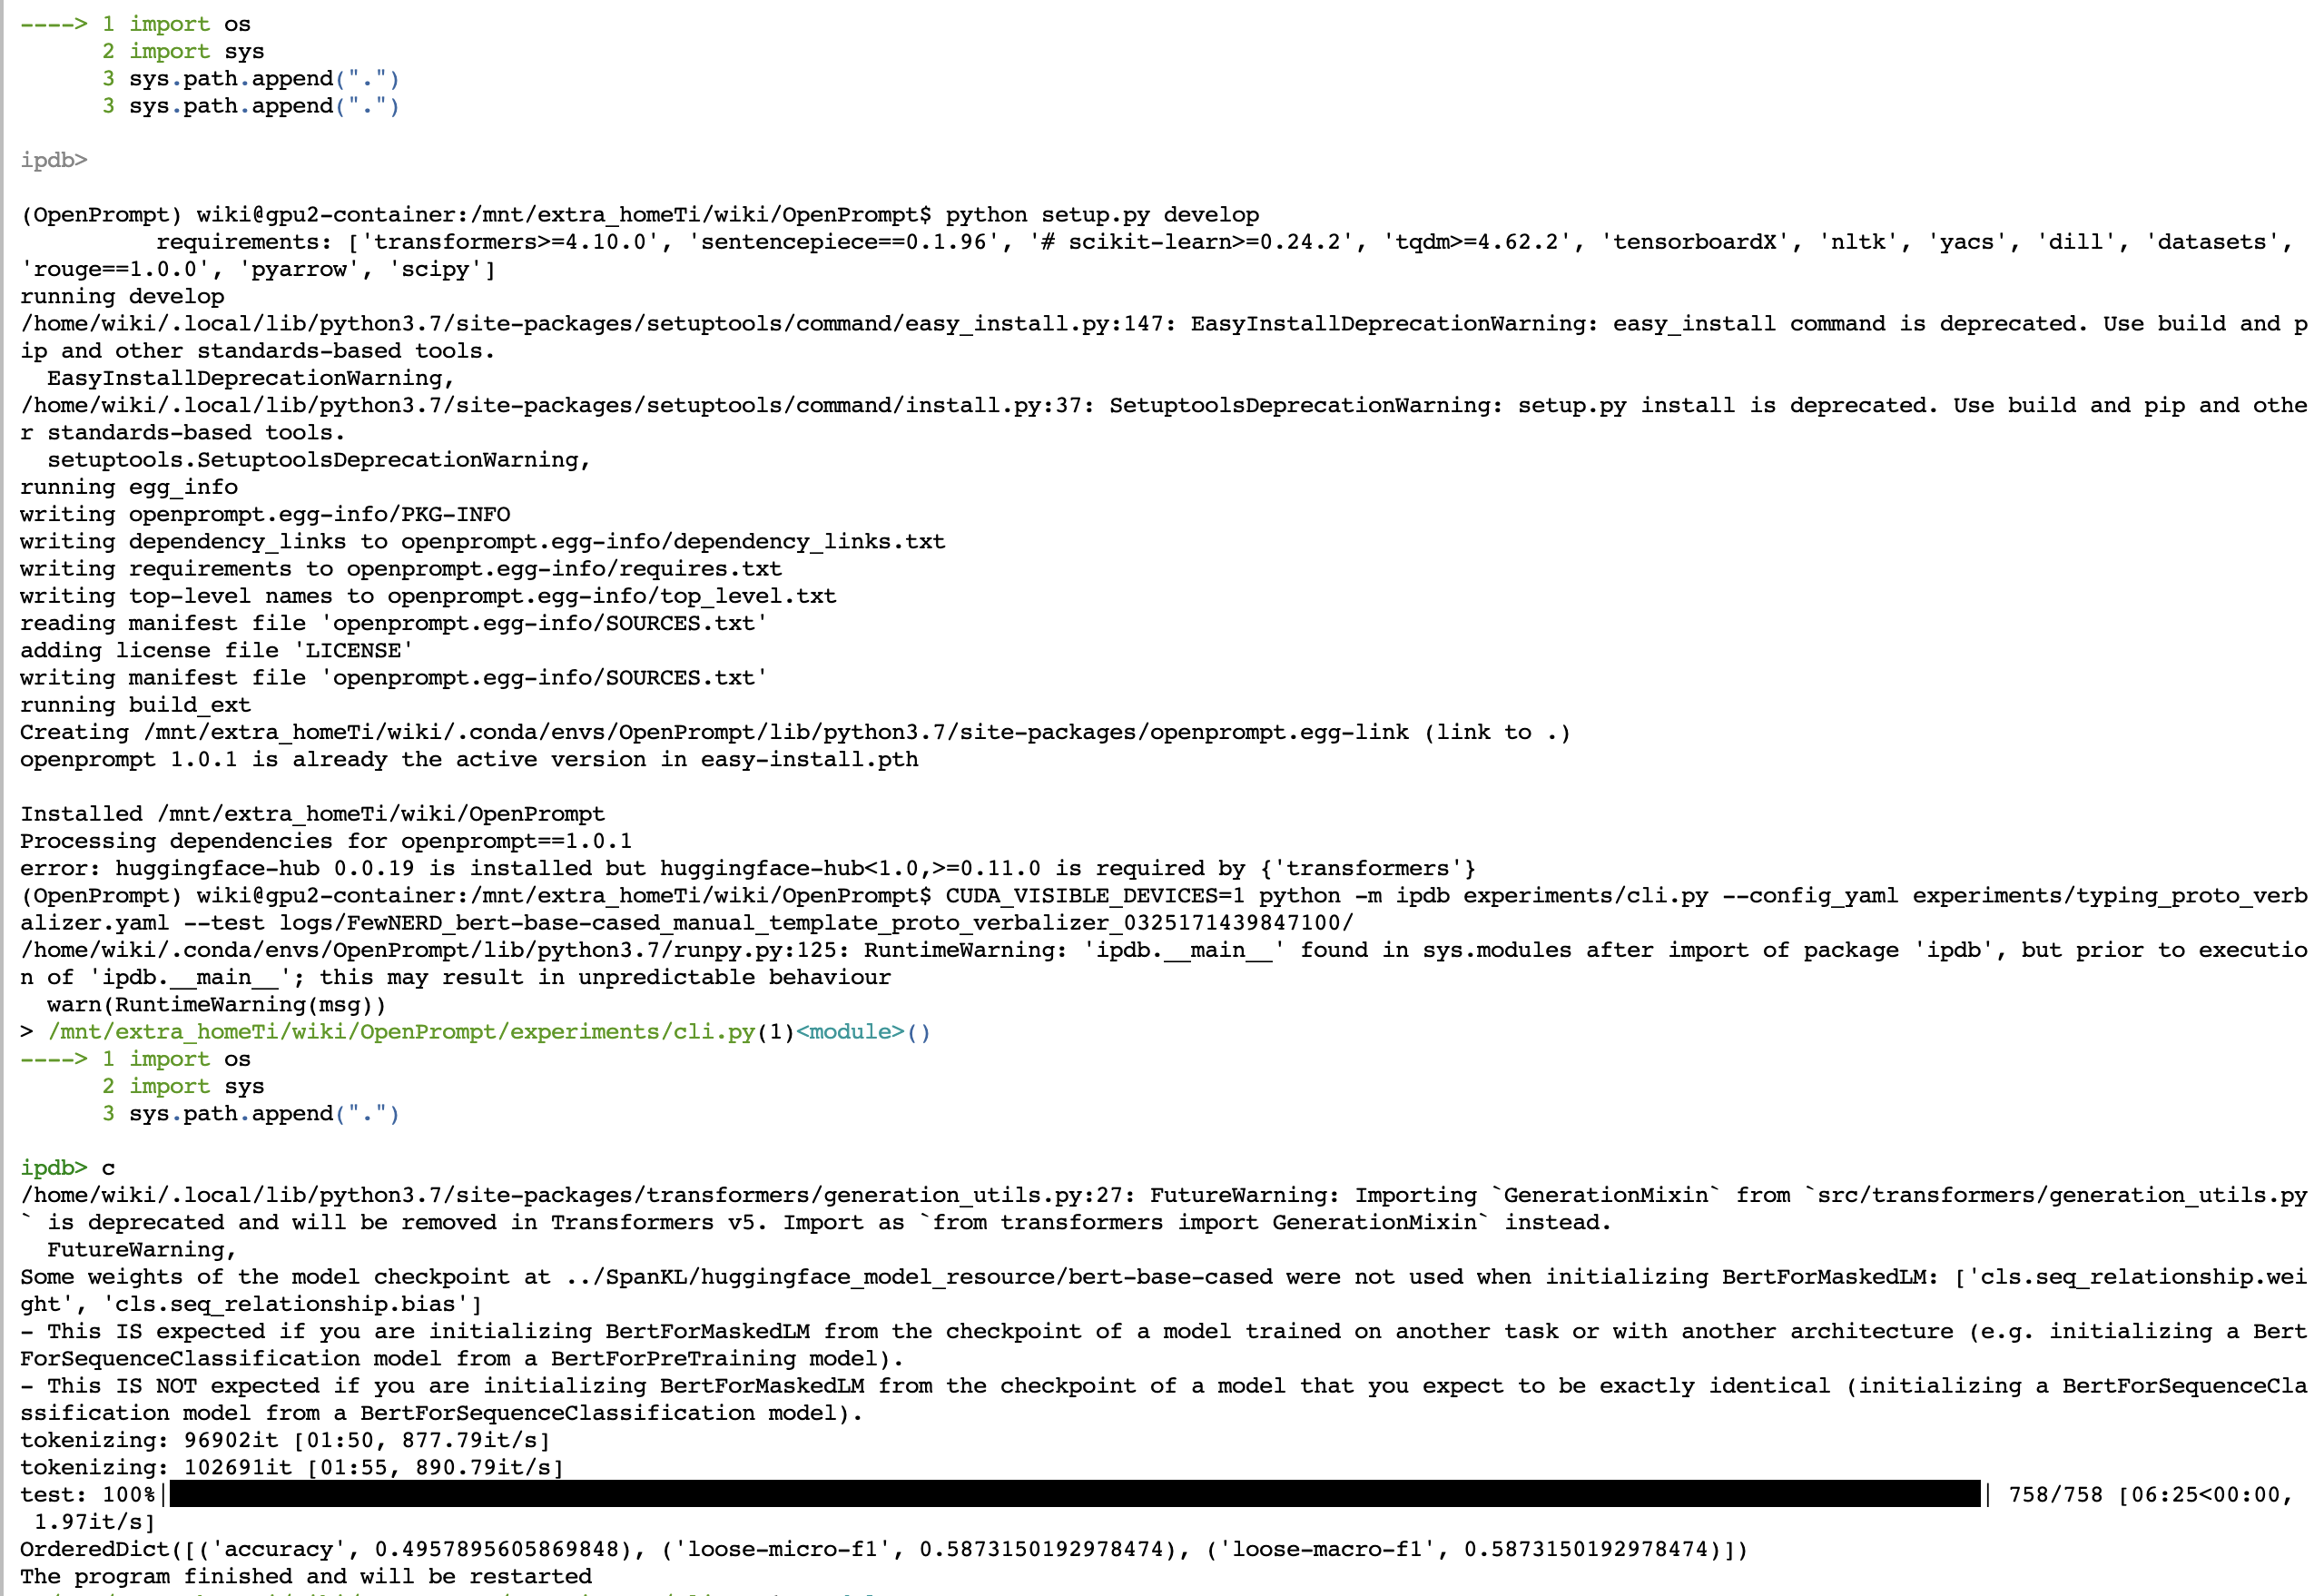 ----> 1 import os
      2 import sys
      3 sys.path.append(".")
      3 sys.path.append(".")
ipdb>
(OpenPrompt) wiki@gpu2-container:/mnt/extra_homeTi/wiki/OpenPrompt$ python setup.py develop
          requirements: ['transformers>=4.10.0', 'sentencepiece==0.1.96', '# scikit-learn>=0.24.2', 'tqdm>=4.62.2', 'tensorboardX', 'nltk', 'yacs', 'dill', 'datasets',
'rouge==1.0.0', 'pyarrow', 'scipy']
running develop
/home/wiki/.local/lib/python3.7/site-packages/setuptools/command/easy_install.py:147: EasyInstallDeprecationWarning: easy_install command is deprecated. Use build and p
ip and other standards-based tools.
  EasyInstallDeprecationWarning,
/home/wiki/.local/lib/python3.7/site-packages/setuptools/command/install.py:37: SetuptoolsDeprecationWarning: setup.py install is deprecated. Use build and pip and othe
r standards-based tools.
  setuptools.SetuptoolsDeprecationWarning,
running egg_info
writing openprompt.egg-info/PKG-INFO
writing dependency_links to openprompt.egg-info/dependency_links.txt
writing requirements to openprompt.egg-info/requires.txt
writing top-level names to openprompt.egg-info/top_level.txt
reading manifest file 'openprompt.egg-info/SOURCES.txt'
adding license file 'LICENSE'
writing manifest file 'openprompt.egg-info/SOURCES.txt'
running build_ext
Creating /mnt/extra_homeTi/wiki/.conda/envs/OpenPrompt/lib/python3.7/site-packages/openprompt.egg-link (link to .)
openprompt 1.0.1 is already the active version in easy-install.pth
Installed /mnt/extra_homeTi/wiki/OpenPrompt
Processing dependencies for openprompt==1.0.1
error: huggingface-hub 0.0.19 is installed but huggingface-hub<1.0,>=0.11.0 is required by {'transformers'}
(OpenPrompt) wiki@gpu2-container:/mnt/extra_homeTi/wiki/OpenPrompt$ CUDA_VISIBLE_DEVICES=1 python -m ipdb experiments/cli.py --config_yaml experiments/typing_proto_verb
alizer.yaml --test logs/FewNERD_bert-base-cased_manual_template_proto_verbalizer_0325171439847100/
/home/wiki/.conda/envs/OpenPrompt/lib/python3.7/runpy.py:125: RuntimeWarning: 'ipdb.__main__' found in sys.modules after import of package 'ipdb', but prior to executio
n of 'ipdb.__main__'; this may result in unpredictable behaviour
  warn(RuntimeWarning(msg))
> /mnt/extra_homeTi/wiki/OpenPrompt/experiments/cli.py(1)<module>()
----> 1 import os
      2 import sys
      3 sys.path.append(".")
ipdb> c
/home/wiki/.local/lib/python3.7/site-packages/transformers/generation_utils.py:27: FutureWarning: Importing `GenerationMixin` from `src/transformers/generation_utils.py
` is deprecated and will be removed in Transformers v5. Import as `from transformers import GenerationMixin` instead.
  FutureWarning,
Some weights of the model checkpoint at ../SpanKL/huggingface_model_resource/bert-base-cased were not used when initializing BertForMaskedLM: ['cls.seq_relationship.wei
ght', 'cls.seq_relationship.bias']
- This IS expected if you are initializing BertForMaskedLM from the checkpoint of a model trained on another task or with another architecture (e.g. initializing a Bert
ForSequenceClassification model from a BertForPreTraining model).
- This IS NOT expected if you are initializing BertForMaskedLM from the checkpoint of a model that you expect to be exactly identical (initializing a BertForSequenceCla
ssification model from a BertForSequenceClassification model).
tokenizing: 96902it [01:50, 877.79it/s]
tokenizing: 102691it [01:55, 890.79it/s]
test: 100%| | 758/758 [06:25<00:00,
 1.97it/s]
OrderedDict([('accuracy', 0.4957895605869848), ('loose-micro-f1', 0.5873150192978474), ('loose-macro-f1', 0.5873150192978474)])
The program finished and will be restarted